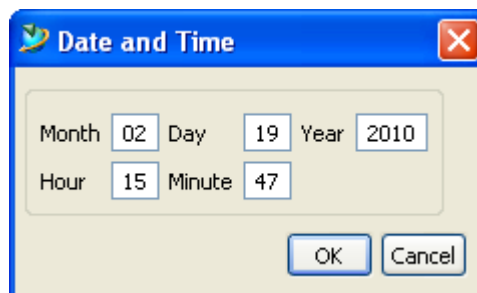 Date and Time
Month 02 Day 19 Year 2010
Hour 15 Minute 47
OK Cancel